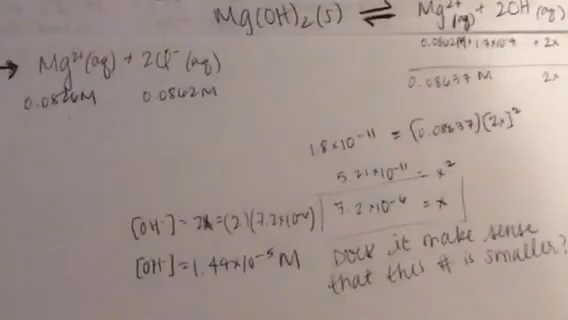 Mg(OH)₂(s) ⇌ Mg²⁺(aq) + 2OH⁻(aq)
+ 2x
→ Mg²⁺(aq) + 2Cl⁻(aq)
0.08637 M 2x
0.0862M
1.8×10⁻¹¹ = (0.08637)(2x)²
5.21×10⁻¹¹ = x²
[OH⁻] = 2x = (2)(7.2×10⁻⁶) 7.2×10⁻⁶ = x
[OH⁻] = 1.44×10⁻⁵ M
Does it make sense
that this # is smaller?